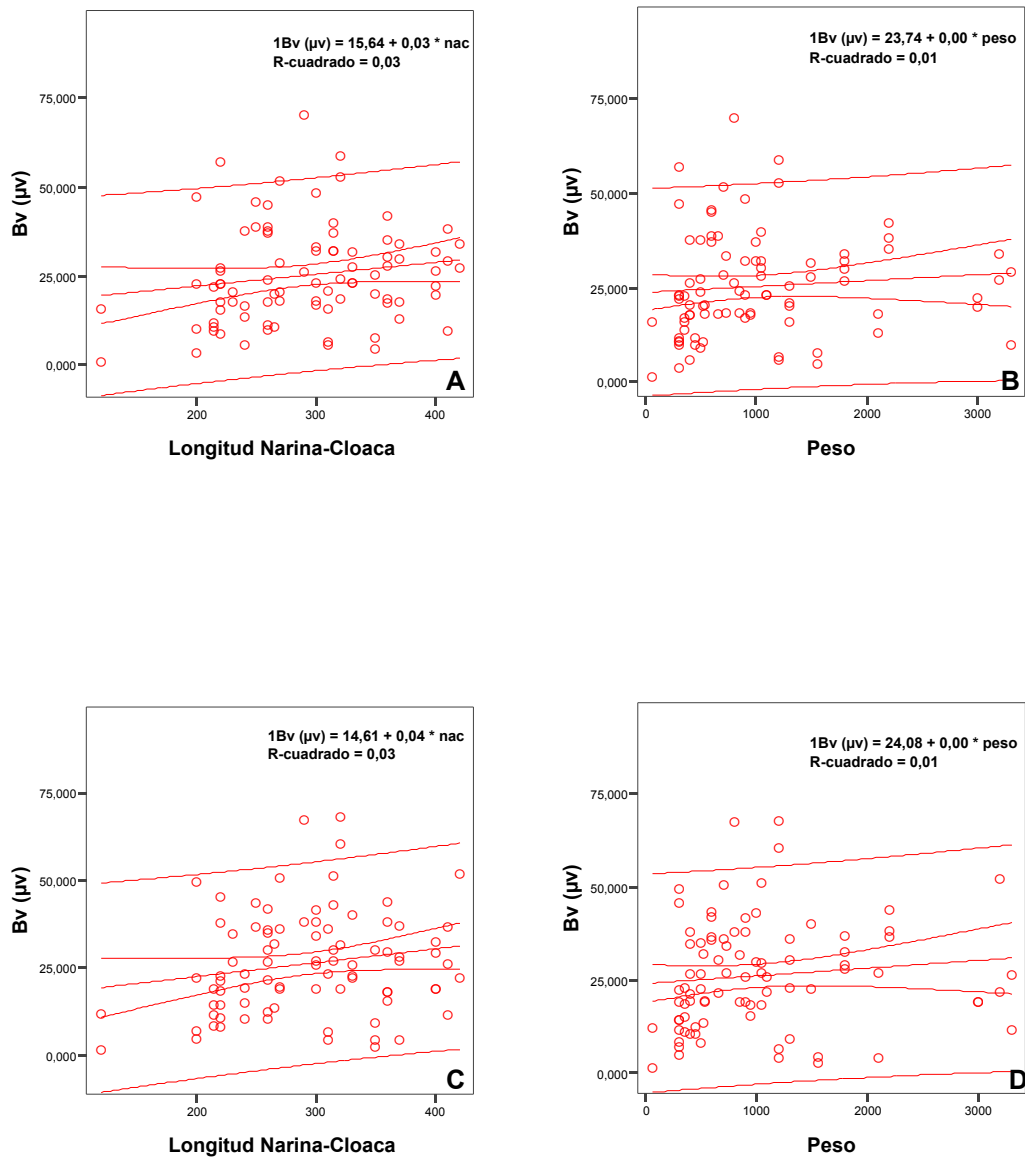 1Bv (µv) = 15,64 + 0,03 * nac
R-cuadrado = 0,03
75,000
50,000
25,000
0,000
Bv (µv)
A
200
300
400
Longitud Narina-Cloaca
1Bv (µv) = 23,74 + 0,00 * peso
R-cuadrado = 0,01
75,000
50,000
25,000
0,000
Bv (µv)
B
0
1000
2000
3000
Peso
1Bv (µv) = 14,61 + 0,04 * nac
R-cuadrado = 0,03
75,000
50,000
25,000
0,000
Bv (µv)
C
200
300
400
Longitud Narina-Cloaca
1Bv (µv) = 24,08 + 0,00 * peso
R-cuadrado = 0,01
75,000
50,000
25,000
0,000
Bv (µv)
D
0
1000
2000
3000
Peso